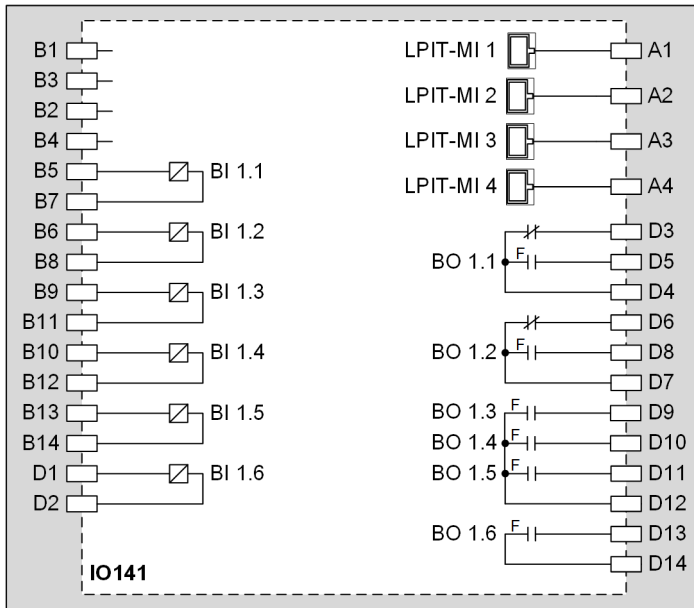 B1 LPIT-MI 1 A1
B3
B2 LPIT-MI 2 A2
B4 LPIT-MI 3 A3
B5 BI 1.1 LPIT-MI 4 A4
B7
B6 BI 1.2 D3
B8 BO 1.1 F D5
B9 BI 1.3 D4
B11 D6
B10 BI 1.4 BO 1.2 F D8
B12 D7
B13 BI 1.5 BO 1.3 F D9
B14 BO 1.4 F D10
D1 BI 1.6 BO 1.5 F D11
D2 D12
BO 1.6 F D13
IO141 D14